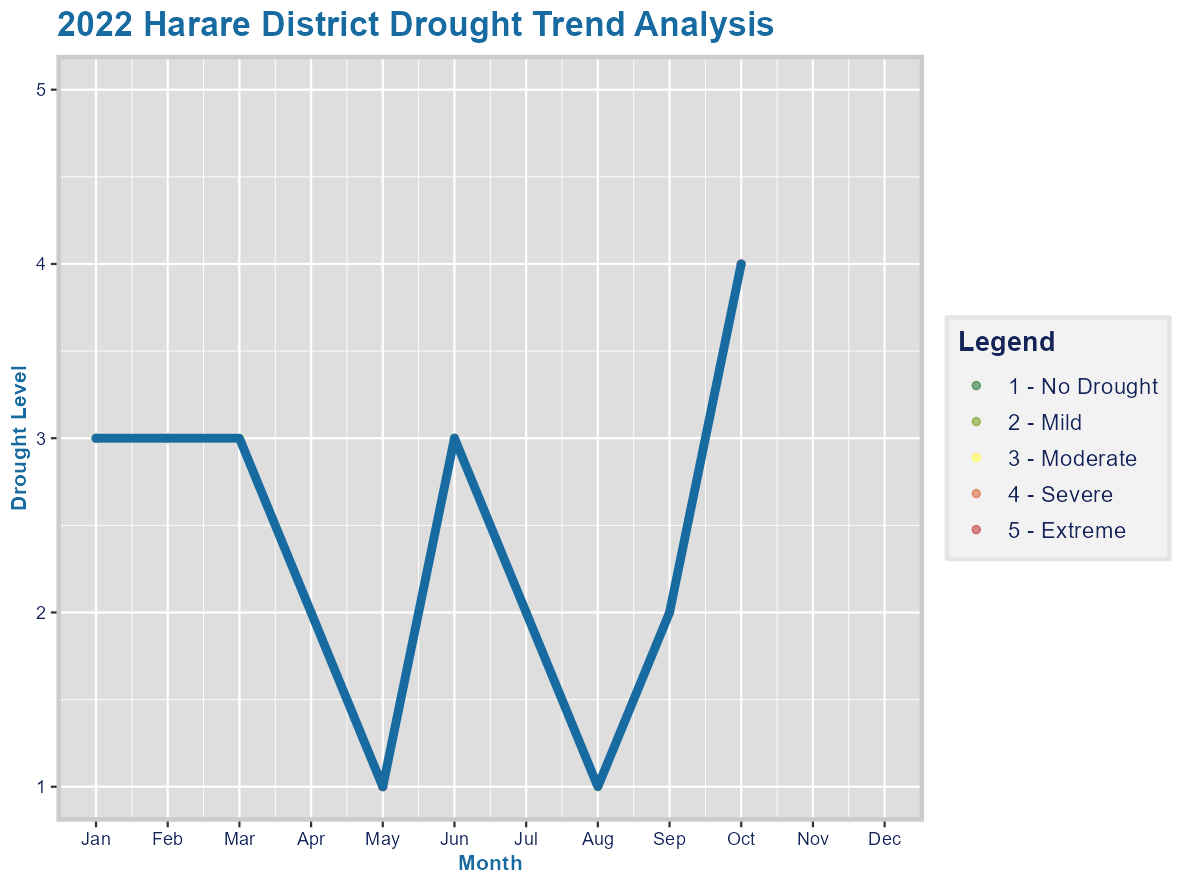 2022 Harare District Drought Trend Analysis
5
4
3
2
1
Drought Level
Jan Feb Mar Apr May Jun Jul Aug Sep Oct Nov Dec
Month
Legend
1 - No Drought
2 - Mild
3 - Moderate
4 - Severe
5 - Extreme